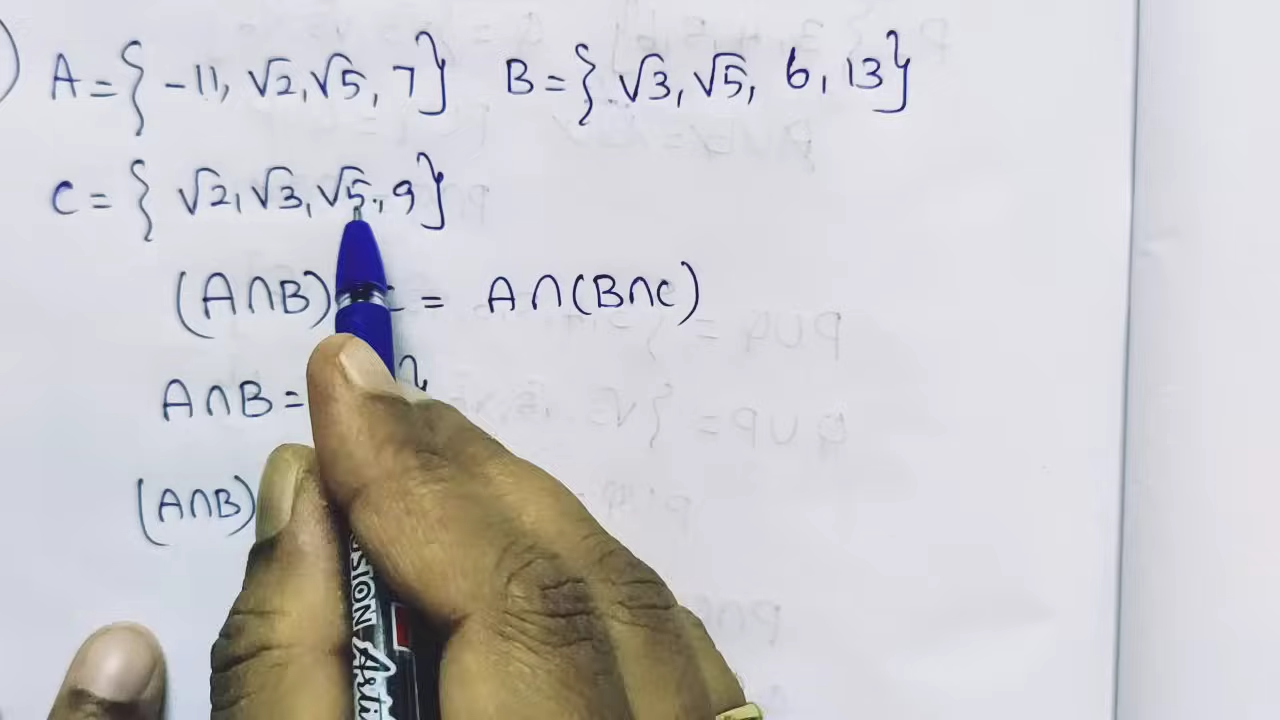 A = { -11, √2, √5, 7 } B = { √3, √5, 6, 13 }
C = { √2, √3, √5, 9 }
(A∩B) = A∩(B∩C)
A∩B = }
(A∩B)